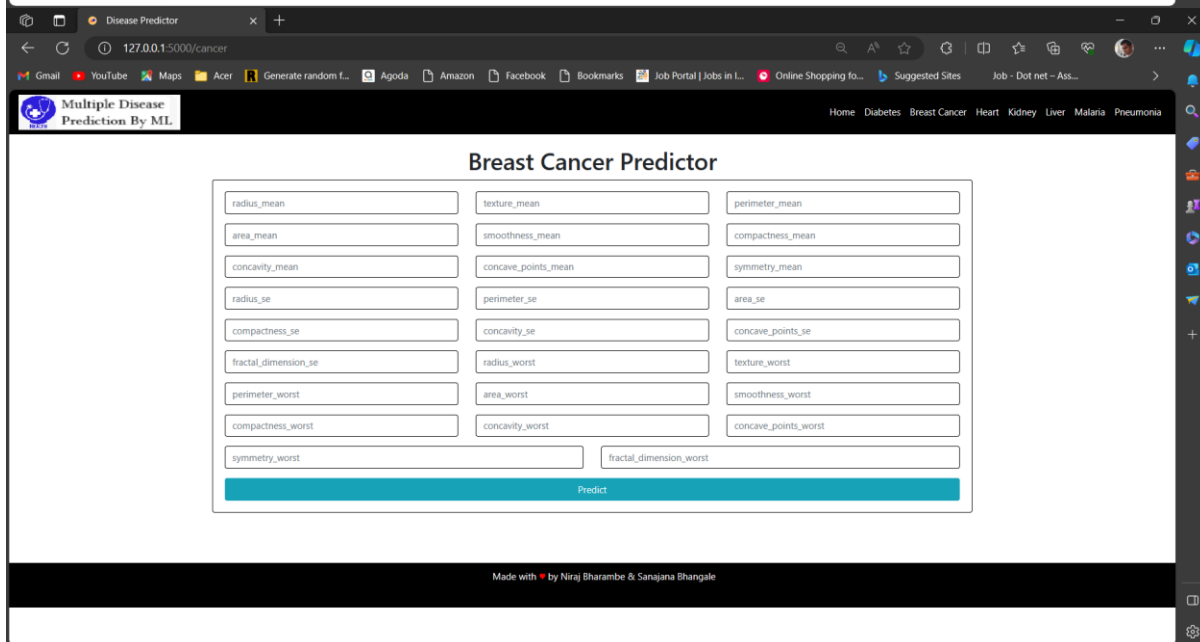 Disease Predictor
127.0.0.1:5000/cancer
Gmail YouTube Maps Acer Generate random f... Agoda Amazon Facebook Bookmarks Job Portal | Jobs in I... Online Shopping fo... Suggested Sites Job - Dot net – Ass...
Multiple Disease
Prediction By ML
HEALTH
Home Diabetes Breast Cancer Heart Kidney Liver Malaria Pneumonia
Breast Cancer Predictor
radius_mean texture_mean perimeter_mean
area_mean smoothness_mean compactness_mean
concavity_mean concave_points_mean symmetry_mean
radius_se perimeter_se area_se
compactness_se concavity_se concave_points_se
fractal_dimension_se radius_worst texture_worst
perimeter_worst area_worst smoothness_worst
compactness_worst concavity_worst concave_points_worst
symmetry_worst fractal_dimension_worst
Predict
Made with ♥ by Niraj Bharambe & Sanajana Bhangale